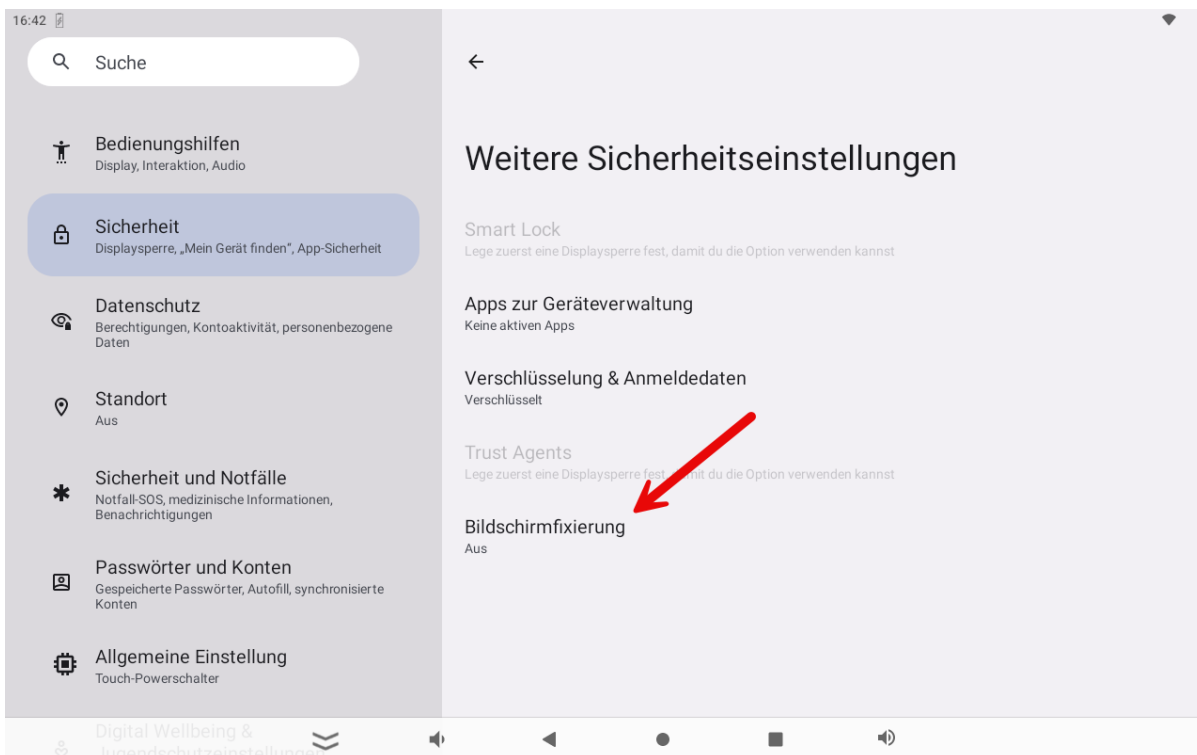 16:42
Suche
Bedienungshilfen
Display, Interaktion, Audio
Sicherheit
Displaysperre, „Mein Gerät finden“, App-Sicherheit
Datenschutz
Berechtigungen, Kontoaktivität, personenbezogene
Daten
Standort
Aus
Sicherheit und Notfälle
Notfall-SOS, medizinische Informationen,
Benachrichtigungen
Passwörter und Konten
Gespeicherte Passwörter, Autofill, synchronisierte
Konten
Allgemeine Einstellung
Touch-Powerschalter
Digital Wellbeing &
Jugendschutzeinstellungen
Weitere Sicherheitseinstellungen
Smart Lock
Lege zuerst eine Displaysperre fest, damit du die Option verwenden kannst
Apps zur Geräteverwaltung
Keine aktiven Apps
Verschlüsselung & Anmeldedaten
Verschlüsselt
Trust Agents
Lege zuerst eine Displaysperre fest, damit du die Option verwenden kannst
Bildschirmfixierung
Aus